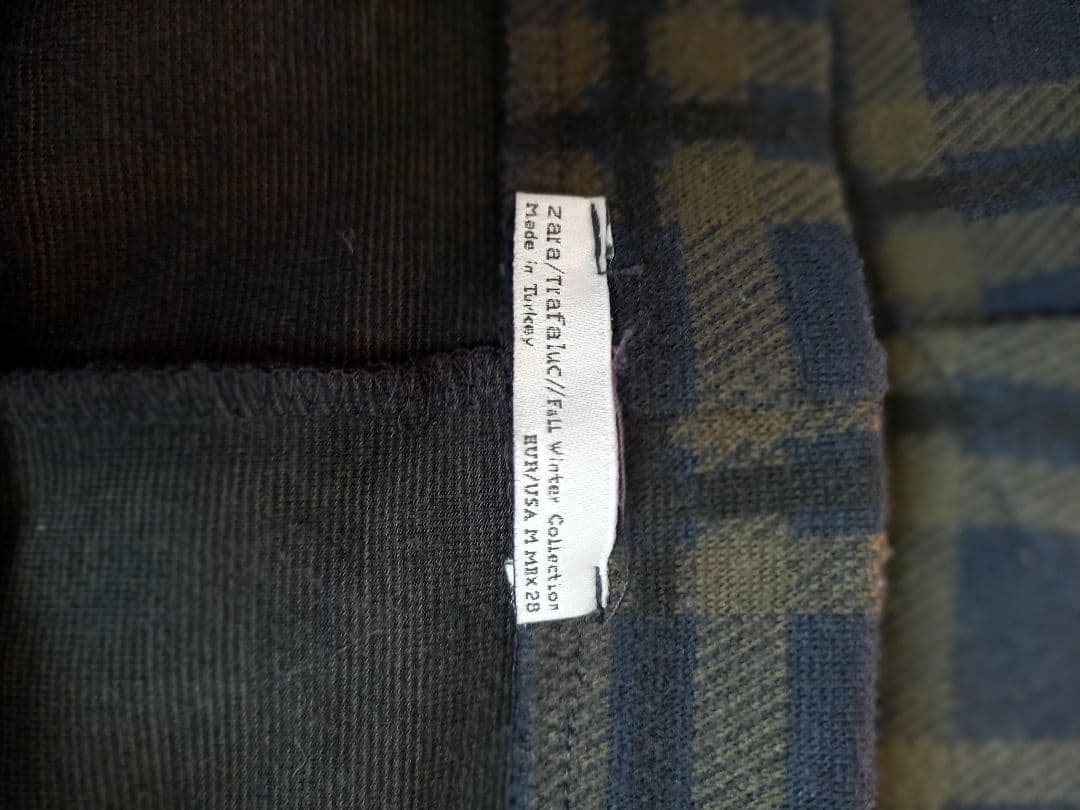 Zara/Trafaluc//Fall Winter Collection
Made in Turkey EUR/USA M MEX 28